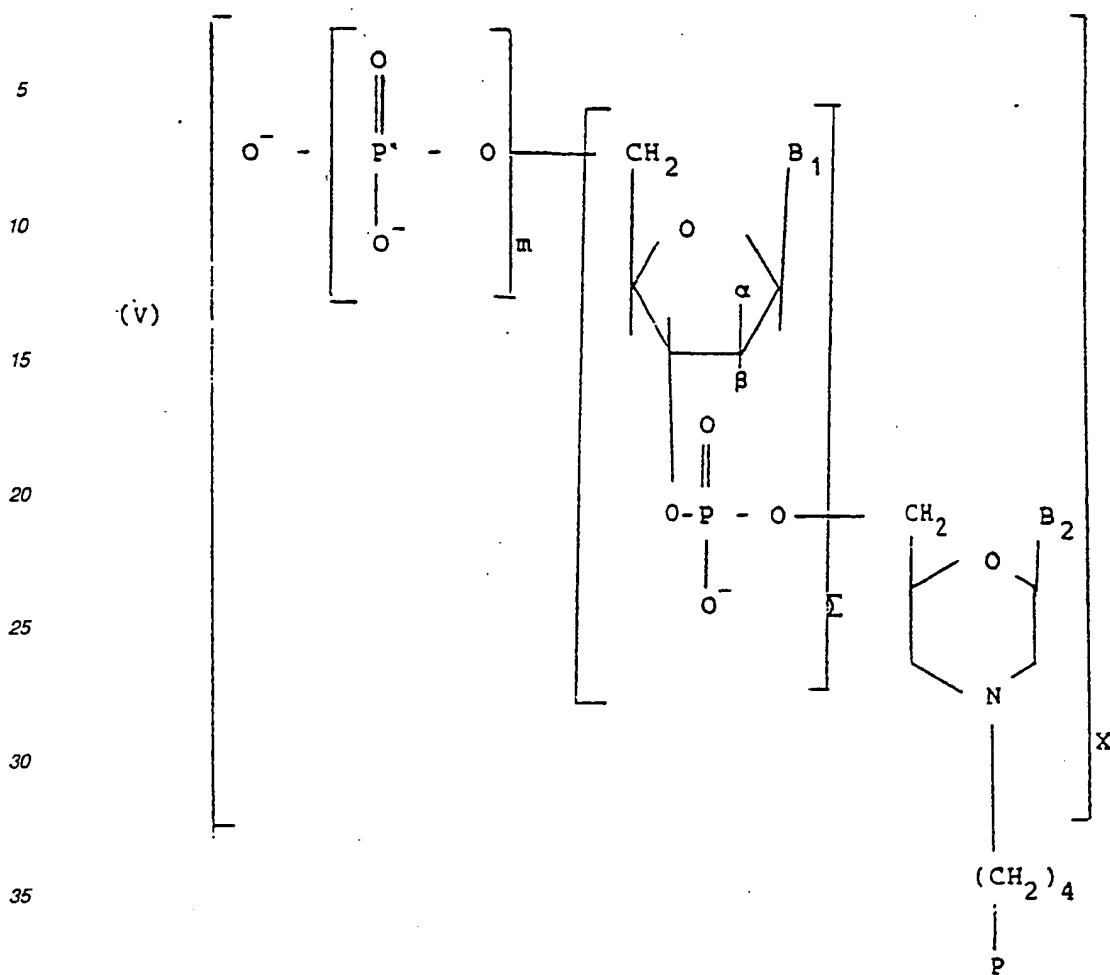 5
O
O⁻ - P - O CH₂ B₁
10
O
O⁻ m
α
(V)
15
β
O
20
O-P - O CH₂ B₂
O
O⁻ Σ
25
N
X
30
(CH₂)₄
35
P